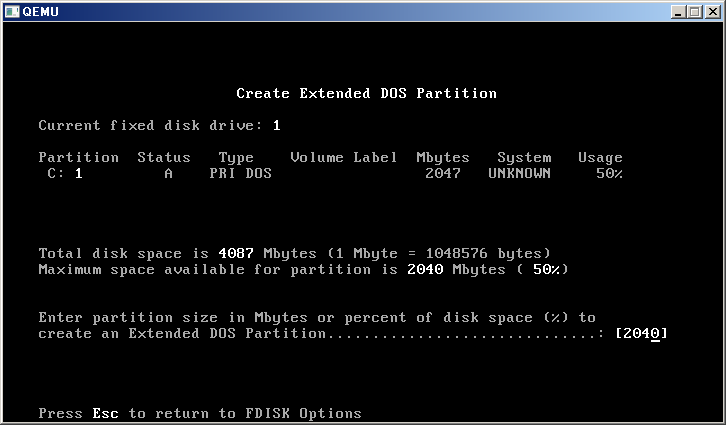 QEMU
Create Extended DOS Partition
Current fixed disk drive: 1
Partition  Status   Type    Volume Label  Mbytes   System   Usage
C: 1         A    PRI DOS                 2047   UNKNOWN     50%
Total disk space is 4087 Mbytes (1 Mbyte = 1048576 bytes)
Maximum space available for partition is 2040 Mbytes ( 50%)
Enter partition size in Mbytes or percent of disk space (%) to
create an Extended DOS Partition..............................: [2040]
Press Esc to return to FDISK Options